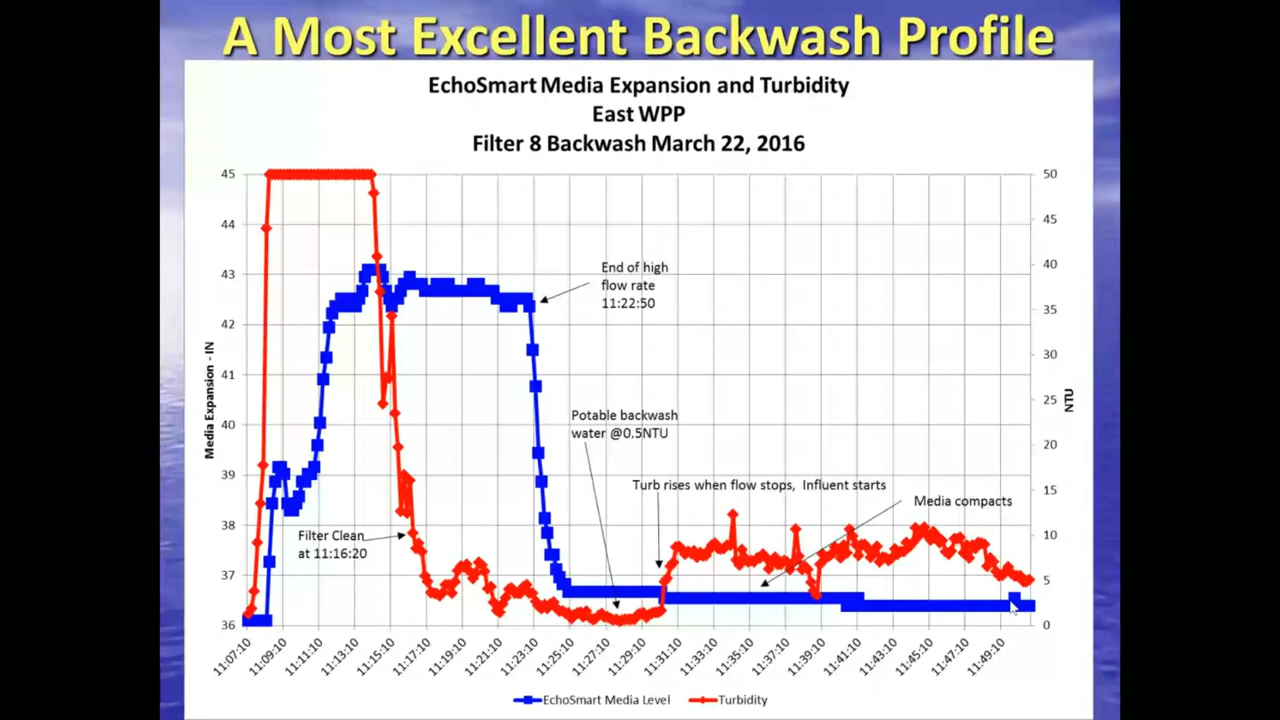 A Most Excellent Backwash Profile
EchoSmart Media Expansion and Turbidity
East WPP
Filter 8 Backwash March 22, 2016
45
44
43
42
41
40
39
38
37
36
Media Expansion - IN
50
45
40
35
30
25
20
15
10
5
0
NTU
End of high
flow rate
11:22:50
Potable backwash
water @0.5NTU
Turb rises when flow stops, Influent starts
Media compacts
Filter Clean
at 11:16:20
11:07:10
11:09:10
11:11:10
11:13:10
11:15:10
11:17:10
11:19:10
11:21:10
11:23:10
11:25:10
11:27:10
11:29:10
11:31:10
11:33:10
11:35:10
11:37:10
11:39:10
11:41:10
11:43:10
11:45:10
11:47:10
11:49:10
EchoSmart Media Level
Turbidity